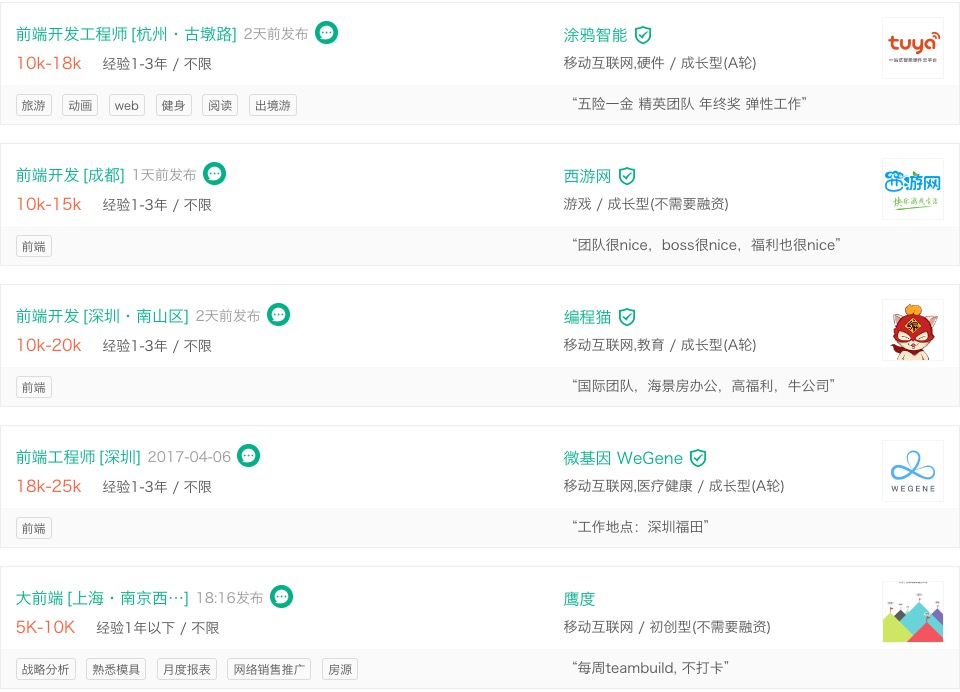 前端开发工程师 [杭州·古墩路] 2天前发布
涂鸦智能
tuya
一站式智能硬件云平台
10k-18k 经验1-3年 / 不限
移动互联网,硬件 / 成长型(A轮)
旅游 动画 web 健身 阅读 出境游
“五险一金 精英团队 年终奖 弹性工作”
前端开发 [成都] 1天前发布
西游网
西游网
快乐游戏生活
10k-15k 经验1-3年 / 不限
游戏 / 成长型(不需要融资)
前端
“团队很nice，boss很nice，福利也很nice”
前端开发 [深圳·南山区] 2天前发布
编程猫
10k-20k 经验1-3年 / 不限
移动互联网,教育 / 成长型(A轮)
前端
“国际团队，海景房办公，高福利，牛公司”
前端工程师 [深圳] 2017-04-06
微基因 WeGene
18k-25k 经验1-3年 / 不限
移动互联网,医疗健康 / 成长型(A轮)
WEGENE
前端
“工作地点：深圳福田”
大前端 [上海·南京西…] 18:16发布
鹰度
5K-10K 经验1年以下 / 不限
移动互联网 / 初创型(不需要融资)
战略分析 熟悉模具 月度报表 网络销售推广 房源
“每周teambuild, 不打卡”